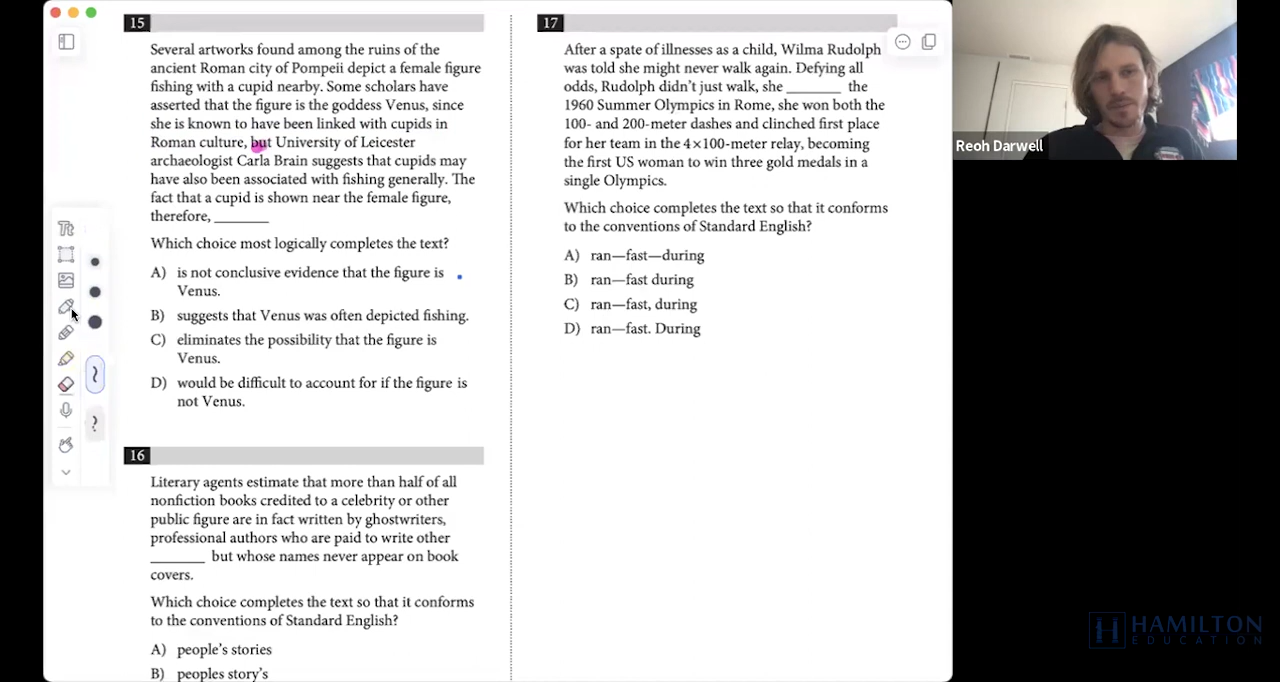 15
Several artworks found among the ruins of the
ancient Roman city of Pompeii depict a female figure
fishing with a cupid nearby. Some scholars have
asserted that the figure is the goddess Venus, since
she is known to have been linked with cupids in
Roman culture, but University of Leicester
archaeologist Carla Brain suggests that cupids may
have also been associated with fishing generally. The
fact that a cupid is shown near the female figure,
therefore, ______
Which choice most logically completes the text?
A) is not conclusive evidence that the figure is
Venus.
B) suggests that Venus was often depicted fishing.
C) eliminates the possibility that the figure is
Venus.
D) would be difficult to account for if the figure is
not Venus.
16
Literary agents estimate that more than half of all
nonfiction books credited to a celebrity or other
public figure are in fact written by ghostwriters,
professional authors who are paid to write other
______ but whose names never appear on book
covers.
Which choice completes the text so that it conforms
to the conventions of Standard English?
A) people's stories
B) peoples story's
17
After a spate of illnesses as a child, Wilma Rudolph
was told she might never walk again. Defying all
odds, Rudolph didn't just walk, she ______ the
1960 Summer Olympics in Rome, she won both the
100- and 200-meter dashes and clinched first place
for her team in the 4×100-meter relay, becoming
the first US woman to win three gold medals in a
single Olympics.
Which choice completes the text so that it conforms
to the conventions of Standard English?
A) ran—fast—during
B) ran—fast during
C) ran—fast, during
D) ran—fast. During
Reoh Darwell
HAMILTON
EDUCATION